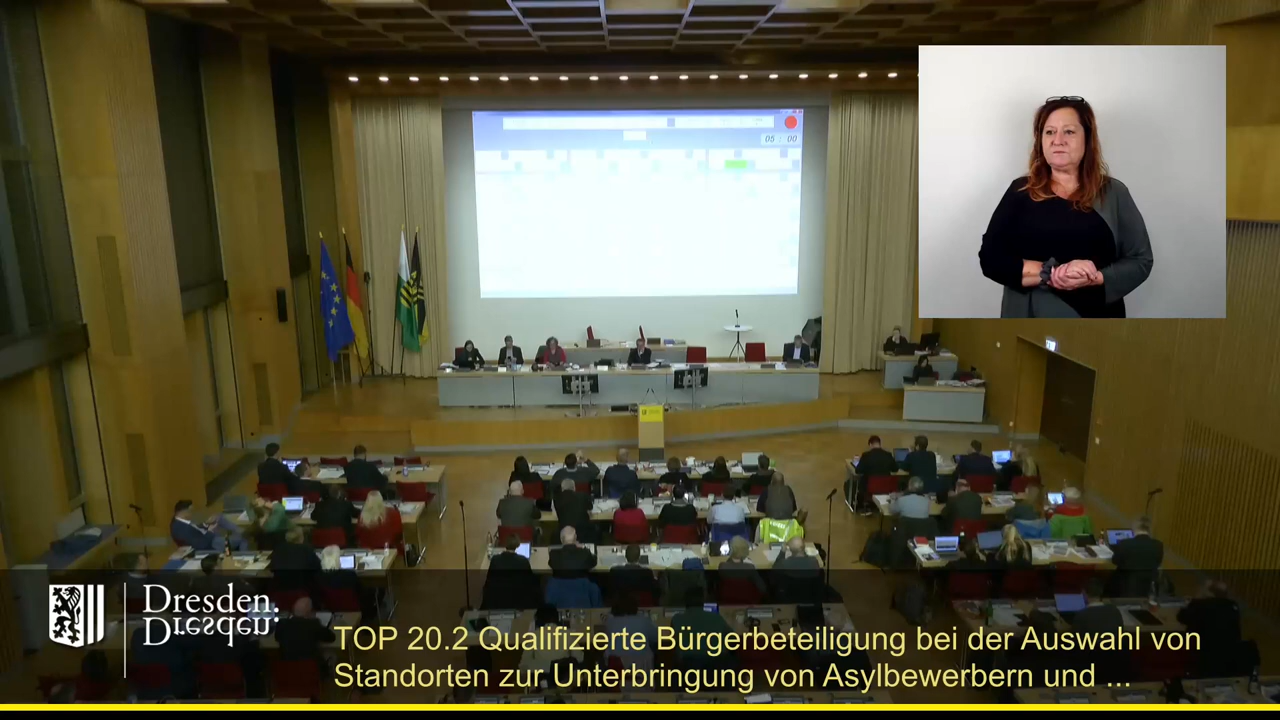 05 : 00
Dresden.
Dresden.
TOP 20.2 Qualifizierte Bürgerbeteiligung bei der Auswahl von
Standorten zur Unterbringung von Asylbewerbern und ...